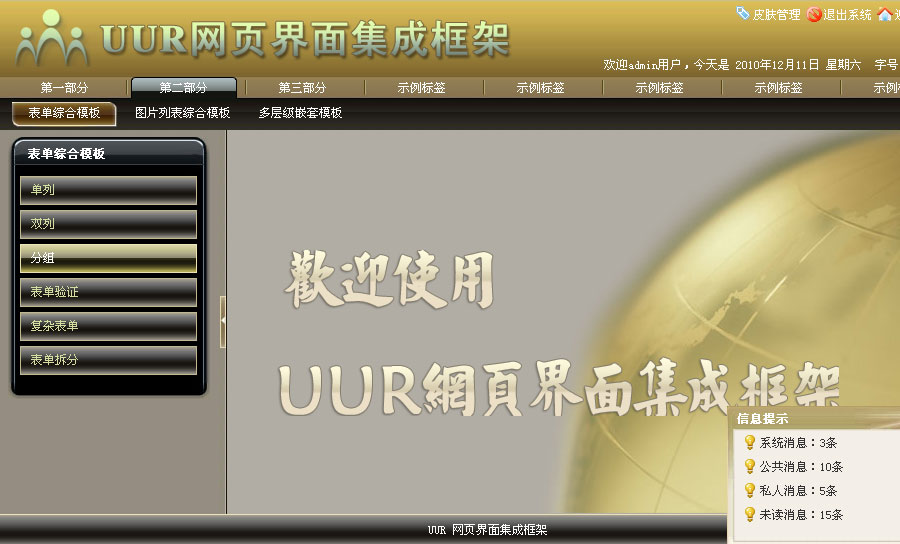 UUR网页界面集成框架
皮肤管理 退出系统
欢迎admin用户，今天是 2010年12月11日 星期六 字号
第一部分 第二部分 第三部分 示例标签 示例标签 示例标签 示例标签 示例
表单综合模板 图片列表综合模板 多层级嵌套模板
表单综合模板
单列
双列
分组
表单验证
复杂表单
表单拆分
歡迎使用
UUR網頁界面集成框架
信息提示
系统消息：3条
公共消息：10条
私人消息：5条
未读消息：15条
UUR 网页界面集成框架